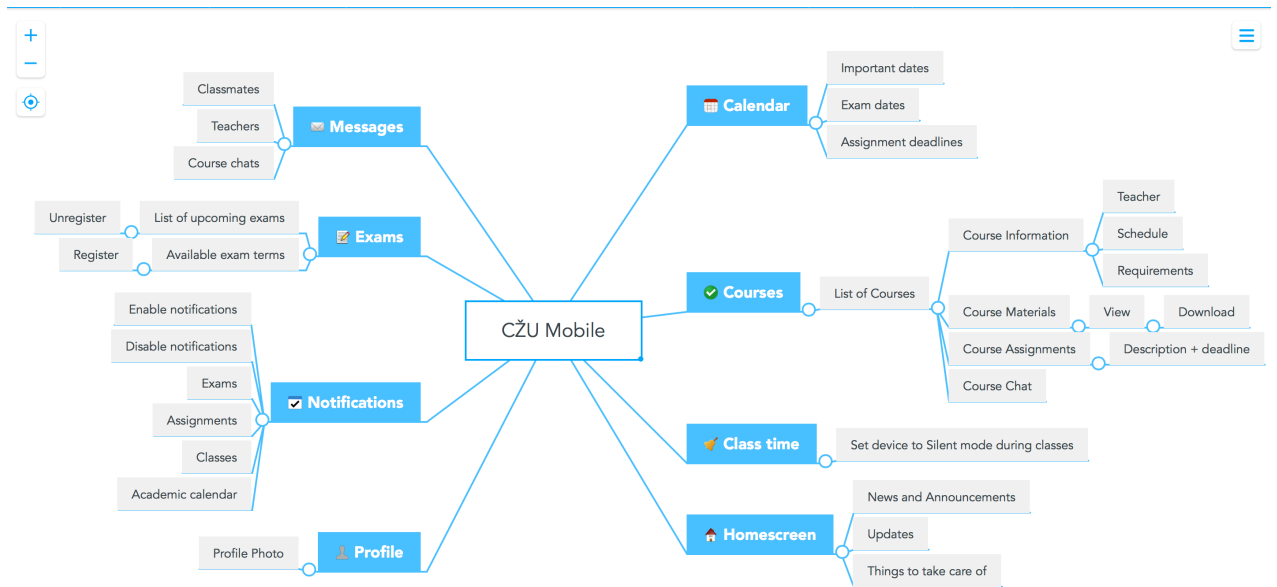 CŽU Mobile
Messages
Classmates
Teachers
Course chats
Exams
List of upcoming exams
Unregister
Available exam terms
Register
Notifications
Enable notifications
Disable notifications
Exams
Assignments
Classes
Academic calendar
Profile
Profile Photo
Calendar
Important dates
Exam dates
Assignment deadlines
Courses
List of Courses
Course Information
Teacher
Schedule
Requirements
Course Materials
View
Download
Course Assignments
Description + deadline
Course Chat
Class time
Set device to Silent mode during classes
Homescreen
News and Announcements
Updates
Things to take care of